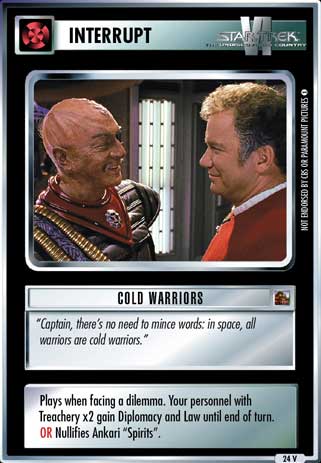 INTERRUPT
STAR TREK
VI
THE UNDISCOVERED COUNTRY
NOT ENDORSED BY CBS OR PARAMOUNT PICTURES
COLD WARRIORS
“Captain, there's no need to mince words: in space, all
warriors are cold warriors.”
Plays when facing a dilemma. Your personnel with
Treachery x2 gain Diplomacy and Law until end of turn.
OR Nullifies Ankari “Spirits”.
24 V